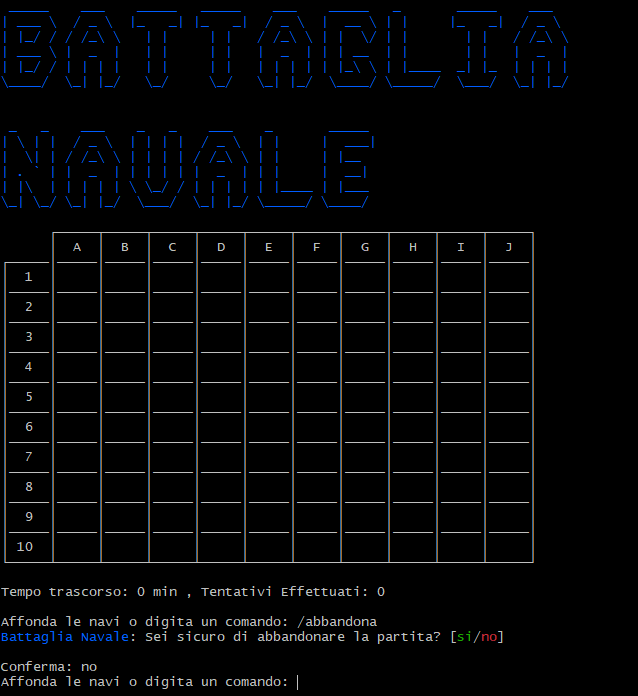 BATTAGLIA
NAVALE
A B C D E F G H I J
1
2
3
4
5
6
7
8
9
10
Tempo trascorso: 0 min , Tentativi Effettuati: 0
Affonda le navi o digita un comando: /abbandona
Battaglia Navale: Sei sicuro di abbandonare la partita? [si/no]
Conferma: no
Affonda le navi o digita un comando: